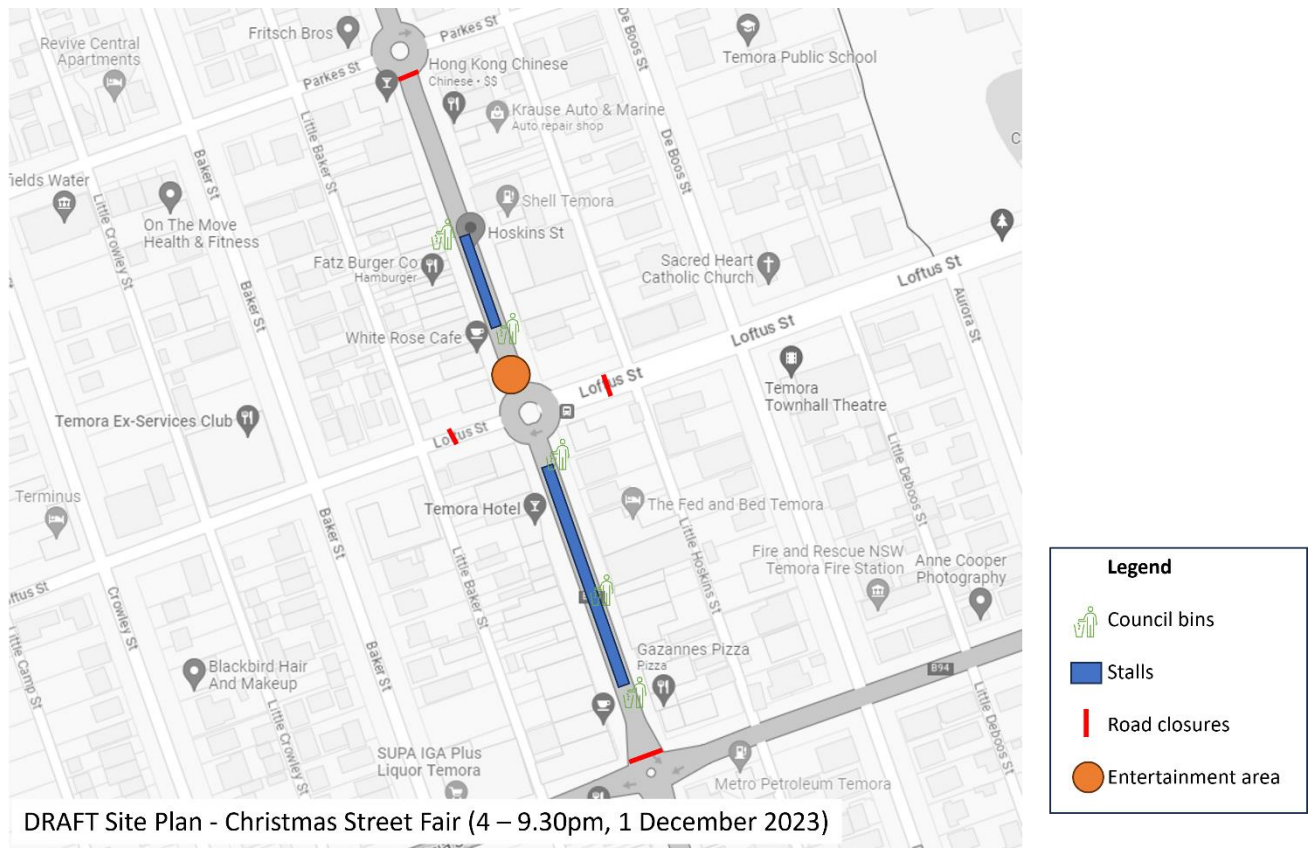 Revive Central
Apartments
Fritsch Bros
Parkes St
Parkes St
Hong Kong Chinese
Chinese • $$
Krause Auto & Marine
Auto repair shop
Temora Public School
De Boos St
De Boos St
Little Baker St
Baker St
Little Crowley St
fields Water
On The Move
Health & Fitness
Shell Temora
Hoskins St
Fatz Burger Co
Hamburger
Sacred Heart
Catholic Church
Loftus St
Aurora St
C
White Rose Cafe
Baker St
Loftus St
Loftus St
Temora
Townhall Theatre
Temora Ex-Services Club
Loftus St
Terminus
Temora Hotel
The Fed and Bed Temora
Little Deboos St
Baker St
Little Baker St
Little Hoskins St
Fire and Rescue NSW
Temora Fire Station
Anne Cooper
Photography
oftus St
Crowley St
Little Camp St
Blackbird Hair
And Makeup
Little Crowley St
Baker St
Gazannes Pizza
Pizza
B94
Little Deboos St
SUPA IGA Plus
Liquor Temora
Metro Petroleum Temora
DRAFT Site Plan - Christmas Street Fair (4 – 9.30pm, 1 December 2023)
Legend
Council bins
Stalls
Road closures
Entertainment area